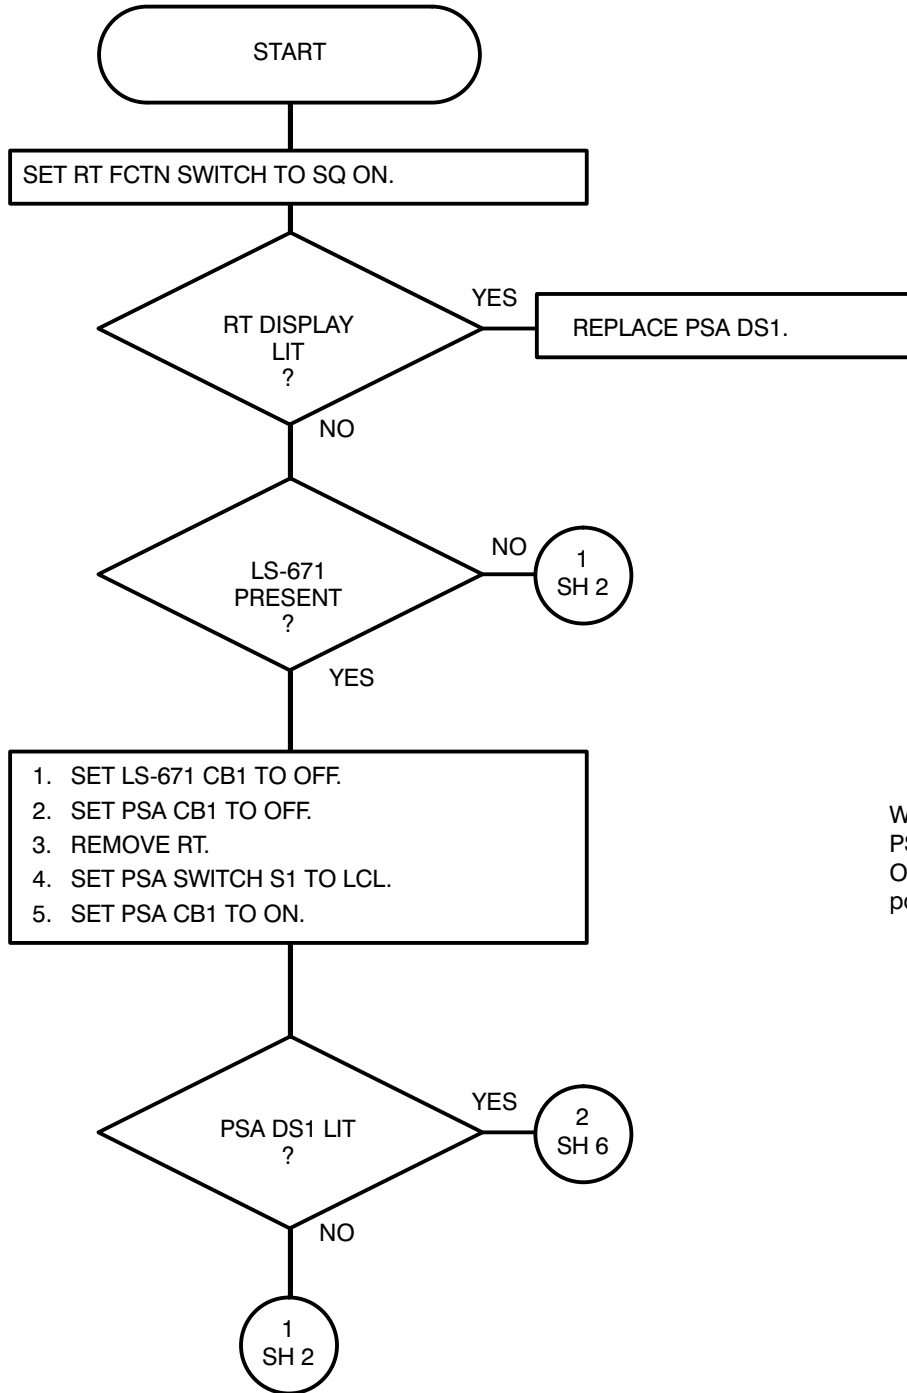 START
SET RT FCTN SWITCH TO SQ ON.
RT DISPLAY
LIT
?
YES
REPLACE PSA DS1.
NO
LS-671
PRESENT
?
NO
1
SH 2
YES
1. SET LS-671 CB1 TO OFF.
2. SET PSA CB1 TO OFF.
3. REMOVE RT.
4. SET PSA SWITCH S1 TO LCL.
5. SET PSA CB1 TO ON.
PSA DS1 LIT
?
YES
2
SH 6
NO
1
SH 2